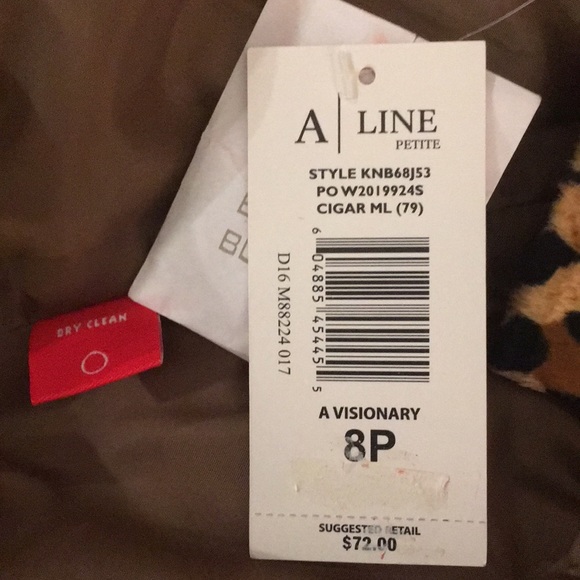 A | LINE
PETITE
STYLE KNB68J53
PO W2019924S
CIGAR ML (79)
6 04885 45445 5
D16 M88224 017
A VISIONARY
8P
SUGGESTED RETAIL
$72.00
DRY CLEAN